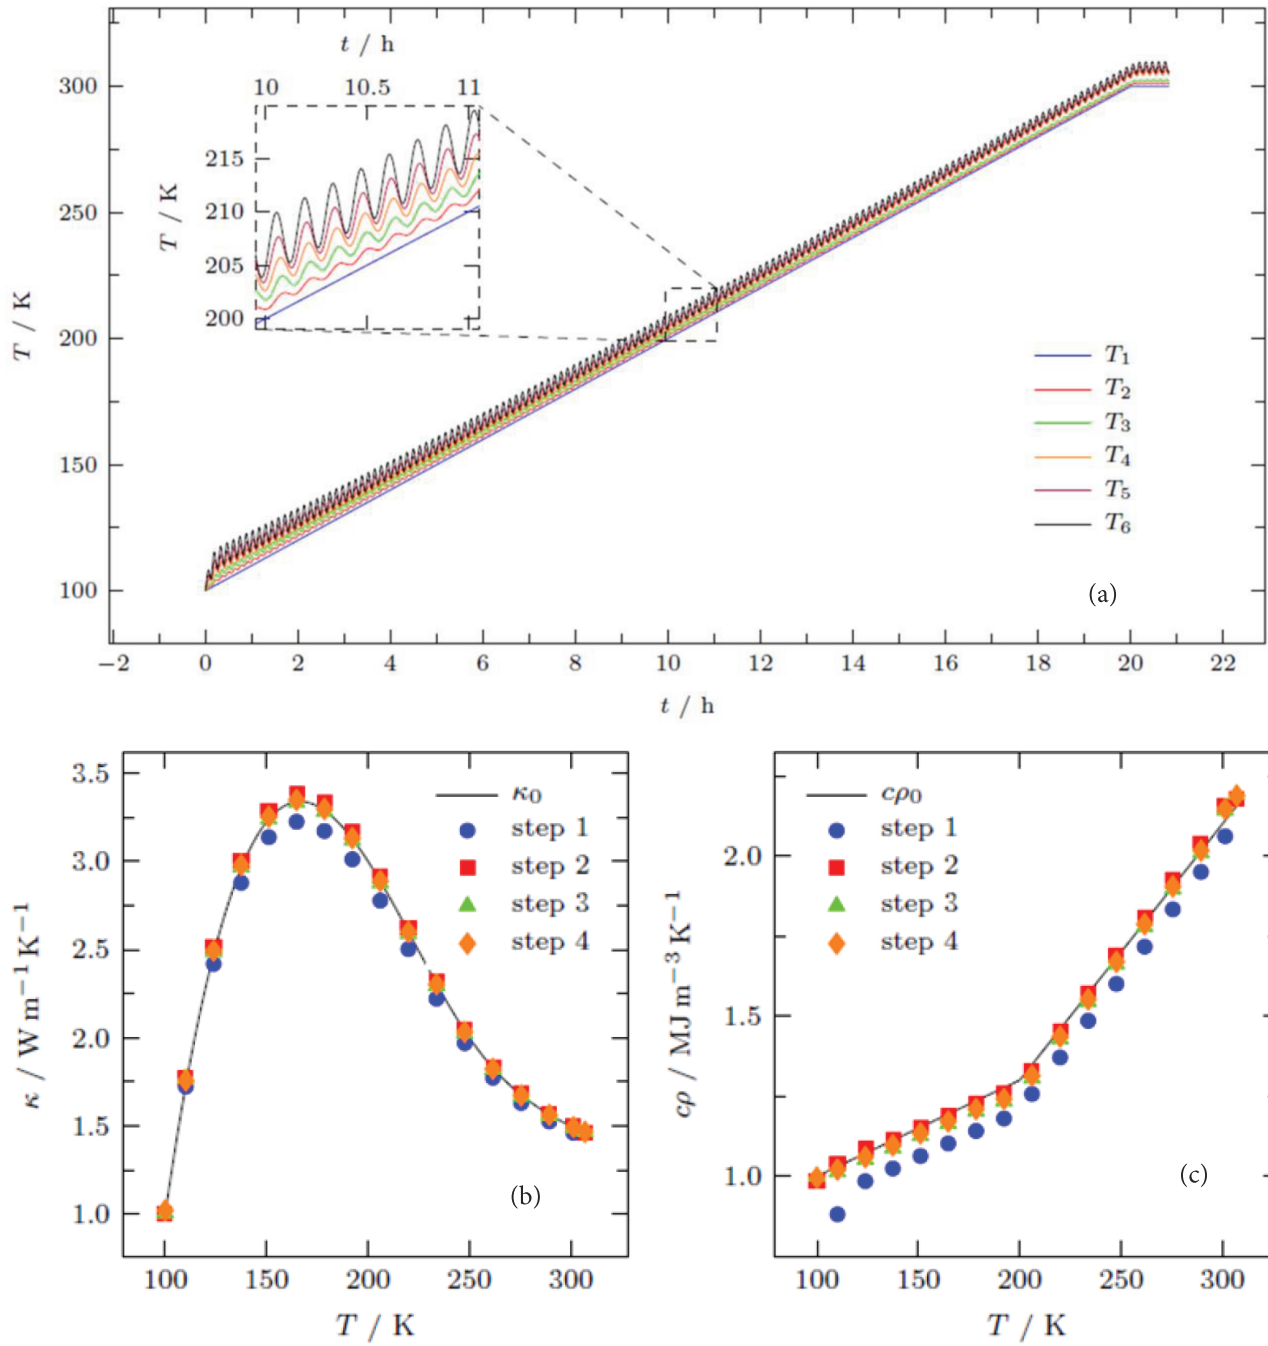 t / h
10 10.5 11
215
210
205
200
T / K
300
250
200
150
100
T / K
T1
T2
T3
T4
T5
T6
(a)
−2 0 2 4 6 8 10 12 14 16 18 20 22
t / h
3.5
3.0
2.5
2.0
1.5
1.0
κ / W m⁻¹ K⁻¹
κ0
step 1
step 2
step 3
step 4
(b)
100 150 200 250 300
T / K
2.0
1.5
1.0
cρ / MJ m⁻³ K⁻¹
cρ0
step 1
step 2
step 3
step 4
(c)
100 150 200 250 300
T / K